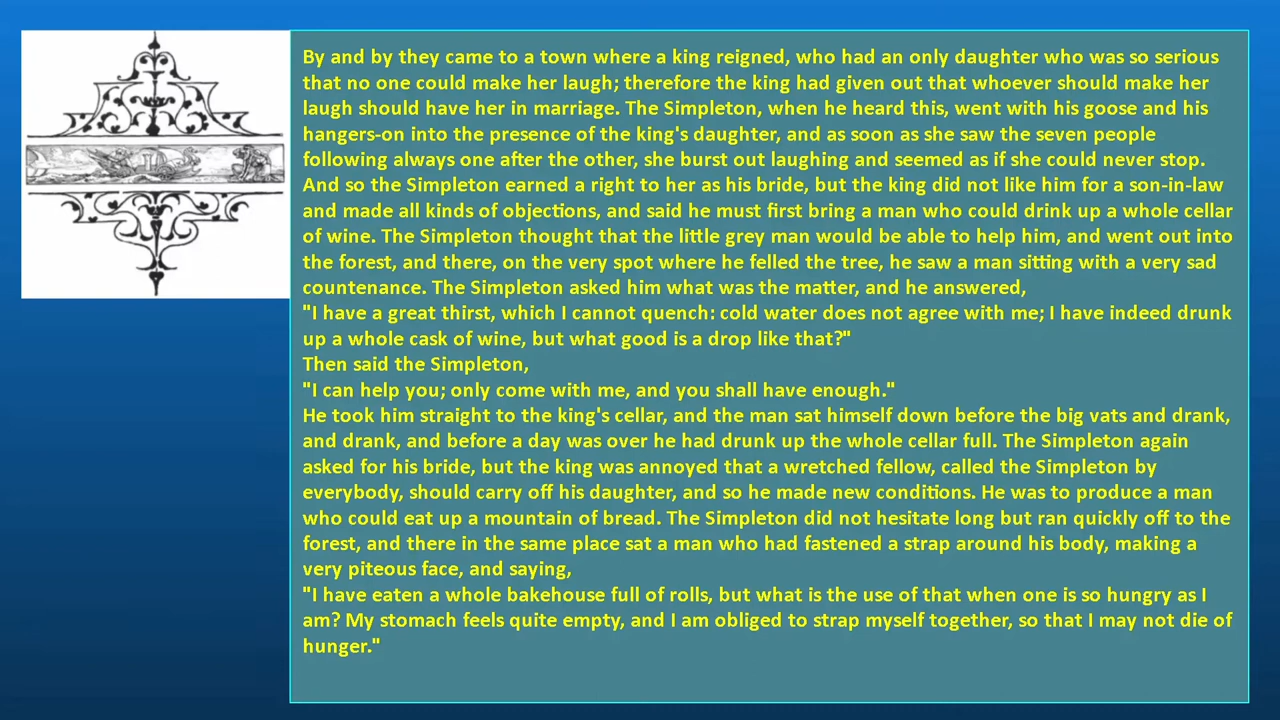 By and by they came to a town where a king reigned, who had an only daughter who was so serious
that no one could make her laugh; therefore the king had given out that whoever should make her
laugh should have her in marriage. The Simpleton, when he heard this, went with his goose and his
hangers-on into the presence of the king's daughter, and as soon as she saw the seven people
following always one after the other, she burst out laughing and seemed as if she could never stop.
And so the Simpleton earned a right to her as his bride, but the king did not like him for a son-in-law
and made all kinds of objections, and said he must first bring a man who could drink up a whole cellar
of wine. The Simpleton thought that the little grey man would be able to help him, and went out into
the forest, and there, on the very spot where he felled the tree, he saw a man sitting with a very sad
countenance. The Simpleton asked him what was the matter, and he answered,
"I have a great thirst, which I cannot quench: cold water does not agree with me; I have indeed drunk
up a whole cask of wine, but what good is a drop like that?"
Then said the Simpleton,
"I can help you; only come with me, and you shall have enough."
He took him straight to the king's cellar, and the man sat himself down before the big vats and drank,
and drank, and before a day was over he had drunk up the whole cellar full. The Simpleton again
asked for his bride, but the king was annoyed that a wretched fellow, called the Simpleton by
everybody, should carry off his daughter, and so he made new conditions. He was to produce a man
who could eat up a mountain of bread. The Simpleton did not hesitate long but ran quickly off to the
forest, and there in the same place sat a man who had fastened a strap around his body, making a
very piteous face, and saying,
"I have eaten a whole bakehouse full of rolls, but what is the use of that when one is so hungry as I
am? My stomach feels quite empty, and I am obliged to strap myself together, so that I may not die of
hunger."